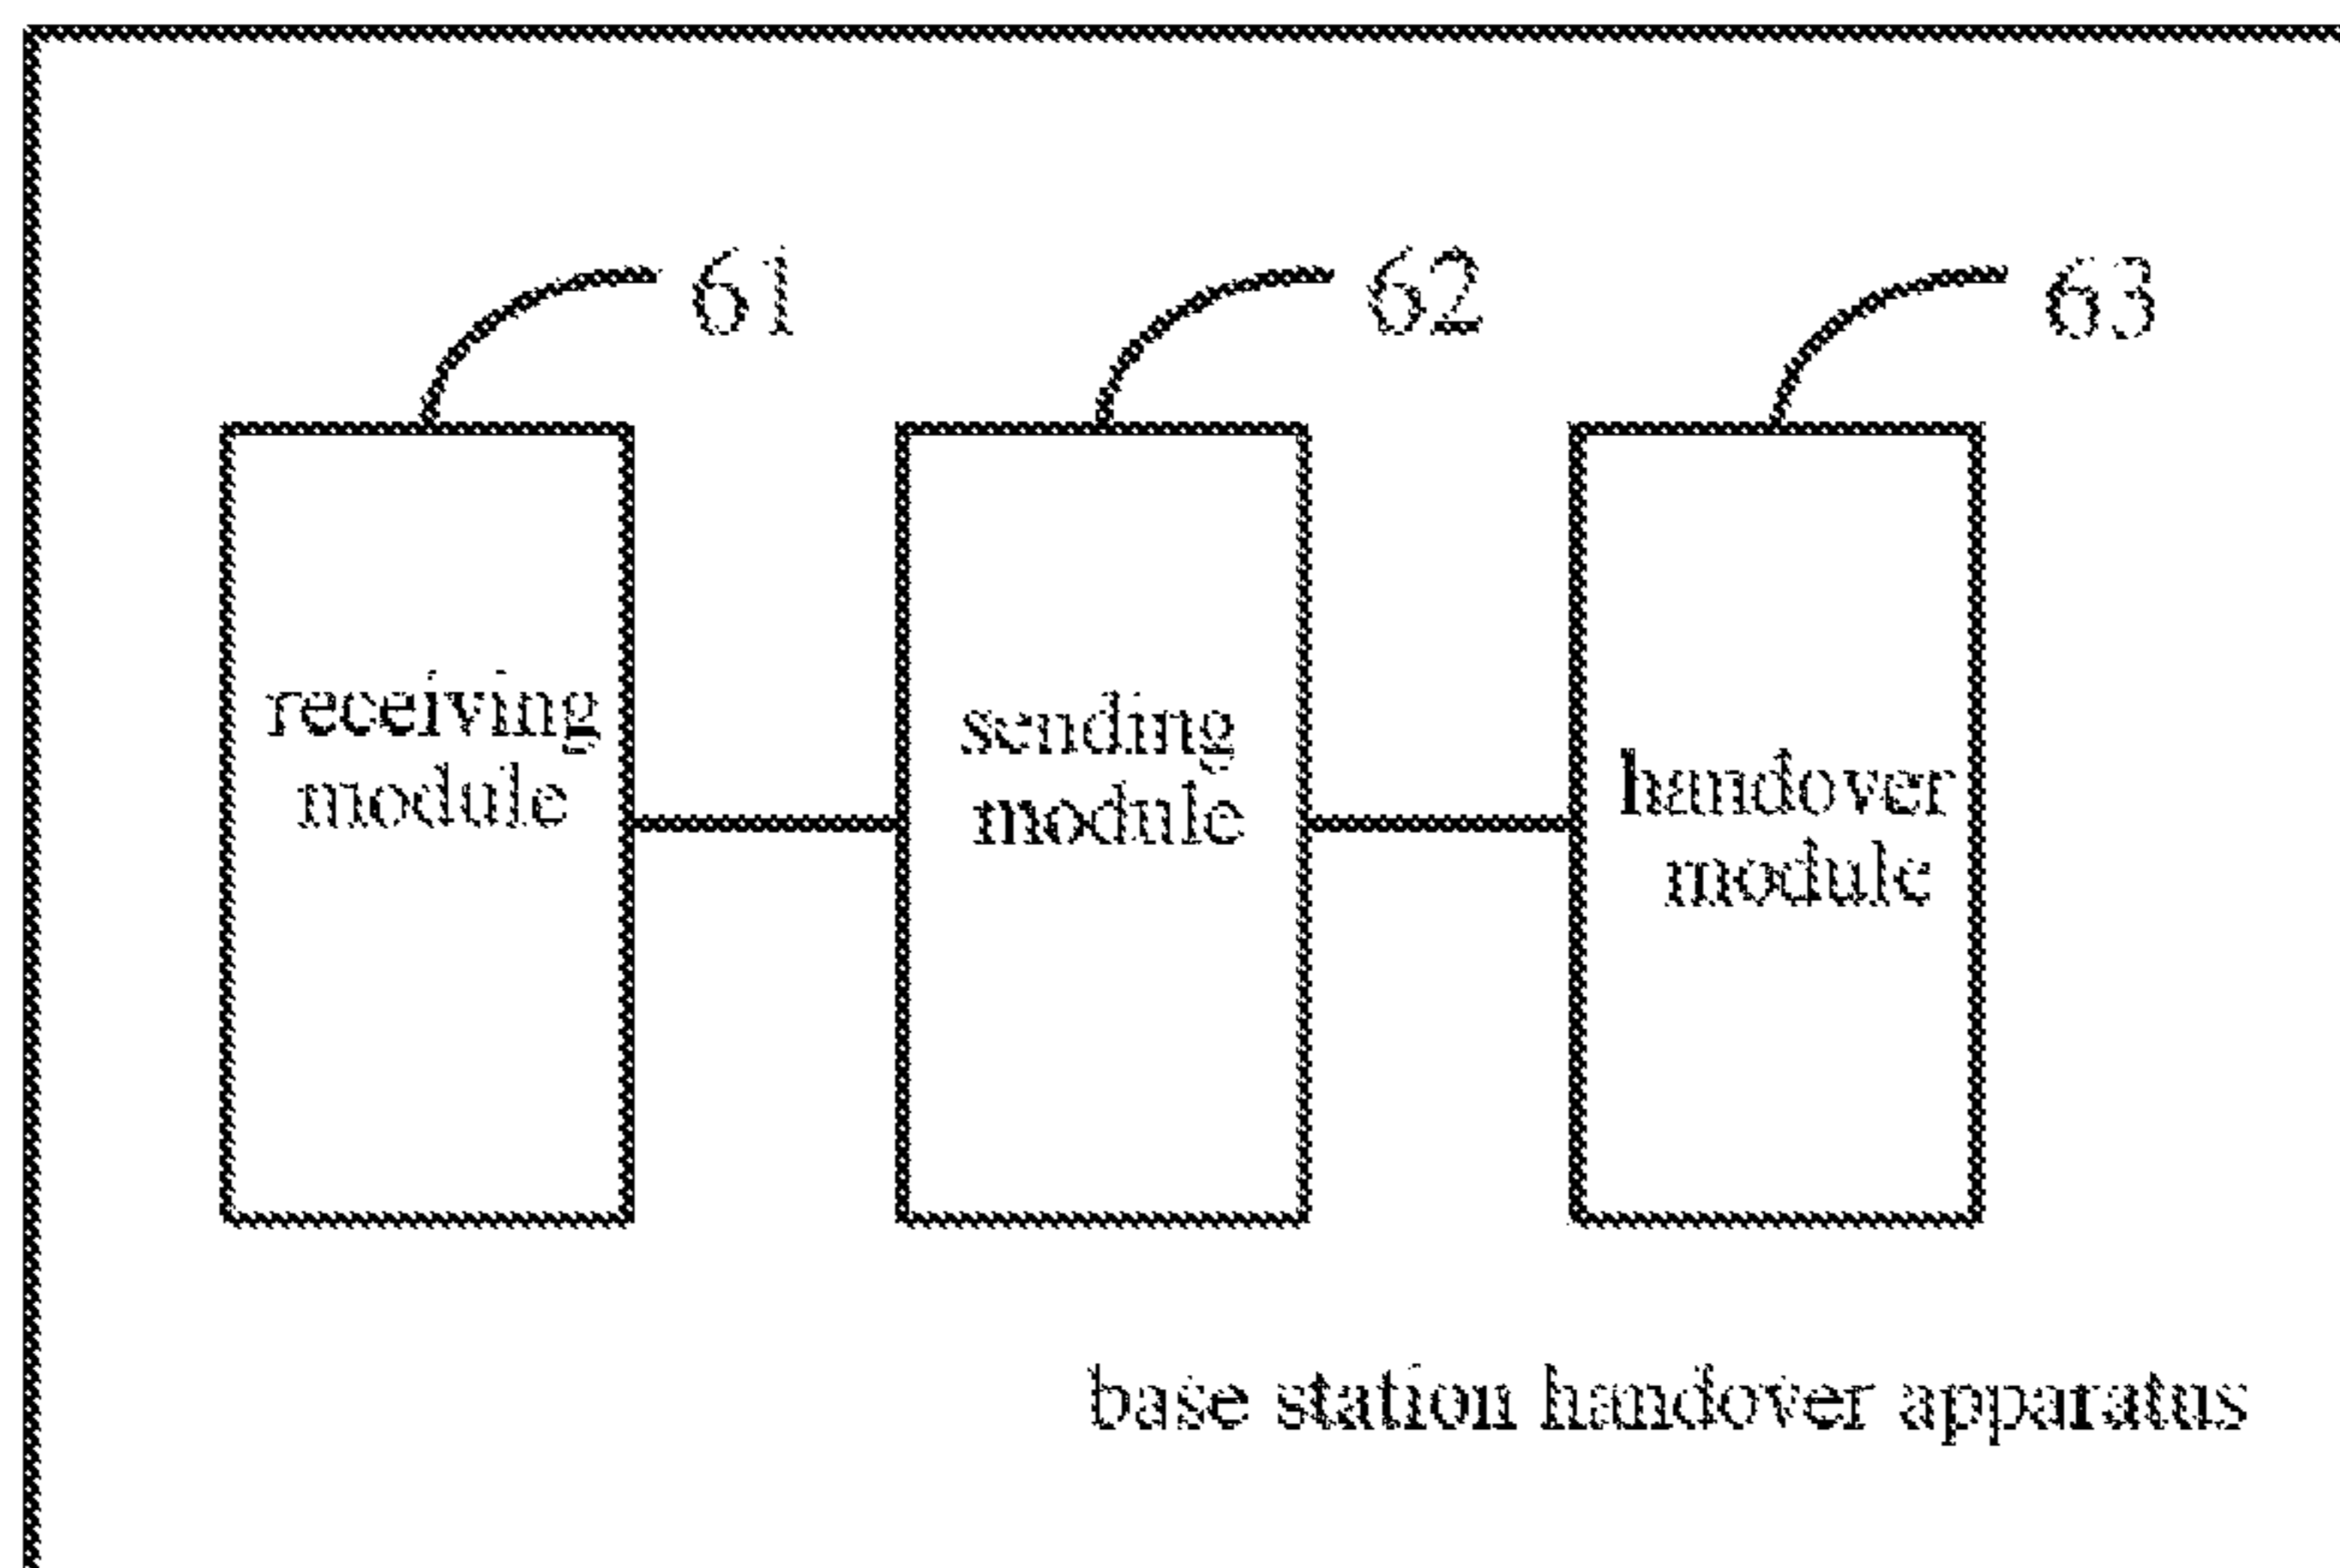 61
62
63
receiving
module
sending
module
handover
module
base station handover apparatus